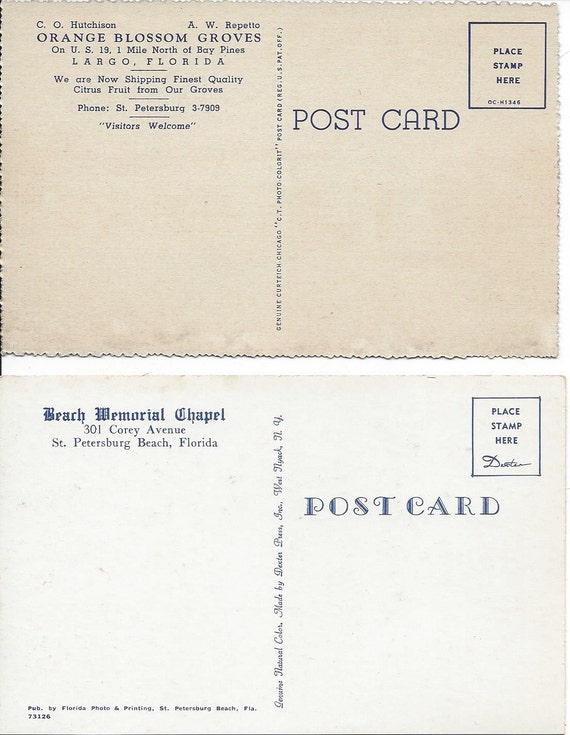 C. O. Hutchison A. W. Repetto
ORANGE BLOSSOM GROVES
On U. S. 19, 1 Mile North of Bay Pines
LARGO, FLORIDA
We are Now Shipping Finest Quality
Citrus Fruit from Our Groves
Phone: St. Petersburg 3-7909
"Visitors Welcome"
GENUINE CURTEICH-CHICAGO "C.T. PHOTO-COLORIT" POST CARD (REG. U.S. PAT. OFF.)
POST CARD
PLACE
STAMP
HERE
OC-H1346
Beach Memorial Chapel
301 Corey Avenue
St. Petersburg Beach, Florida
Pub. by Florida Photo & Printing, St. Petersburg Beach, Fla.
73126
Genuine Natural Color, Made by Dexter Press, Inc., West Nyack, N. Y.
POST CARD
PLACE
STAMP
HERE
Dexter